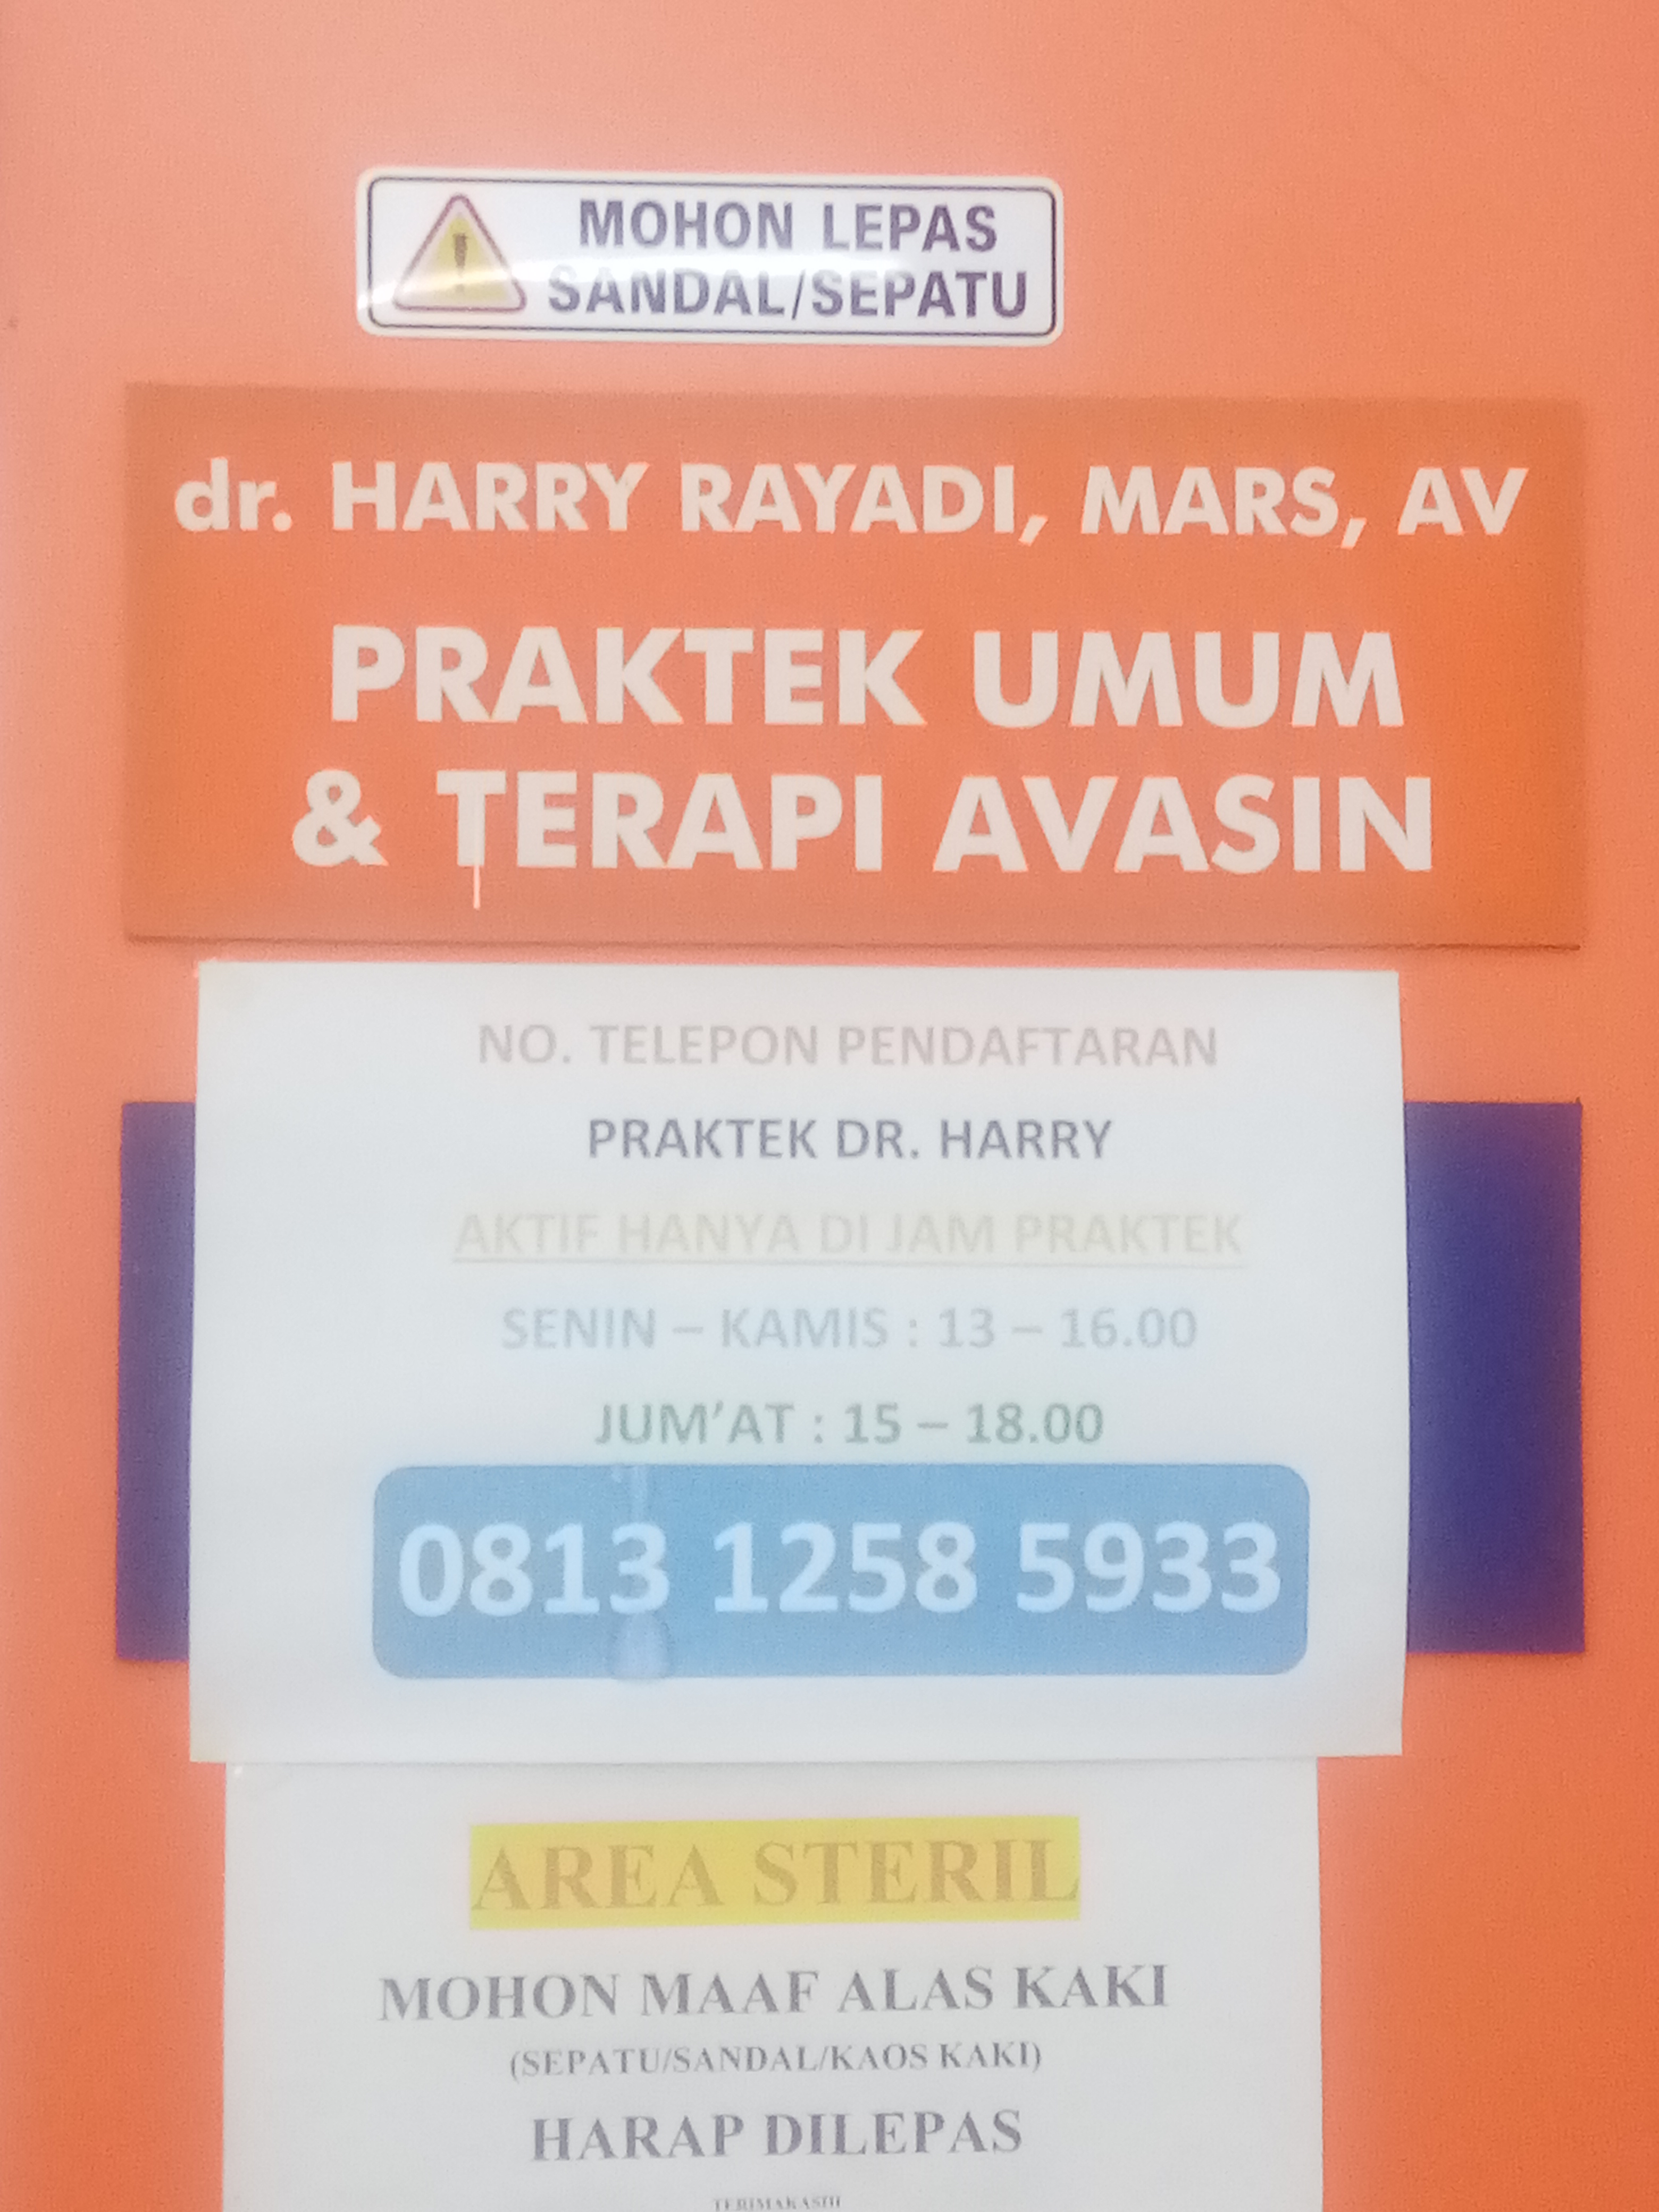 MOHON LEPAS
SANDAL/SEPATU
dr. HARRY RAYADI, MARS, AV
PRAKTEK UMUM
& TERAPI AVASIN
NO. TELEPON PENDAFTARAN
PRAKTEK DR. HARRY
AKTIF HANYA DI JAM PRAKTEK
SENIN – KAMIS : 13 – 16.00
JUM'AT : 15 – 18.00
0813 1258 5933
AREA STERIL
MOHON MAAF ALAS KAKI
(SEPATU/SANDAL/KAOS KAKI)
HARAP DILEPAS
TERIMAKASIH